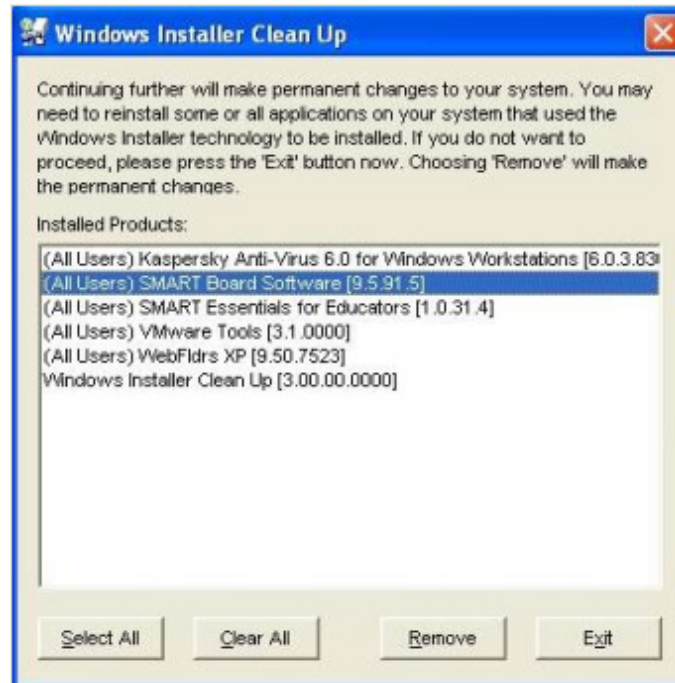 Windows Installer Clean Up
Continuing further will make permanent changes to your system. You may
need to reinstall some or all applications on your system that used the
Windows Installer technology to be installed. If you do not want to
proceed, please press the 'Exit' button now. Choosing 'Remove' will make
the permanent changes.
Installed Products:
(All Users) Kaspersky Anti-Virus 6.0 for Windows Workstations [6.0.3.83
(All Users) SMART Board Software [9.5.91.5]
(All Users) SMART Essentials for Educators [1.0.31.4]
(All Users) VMware Tools [3.1.0000]
(All Users) WebFldrs XP [9.50.7523]
Windows Installer Clean Up [3.00.00.0000]
Select All Clear All Remove Exit